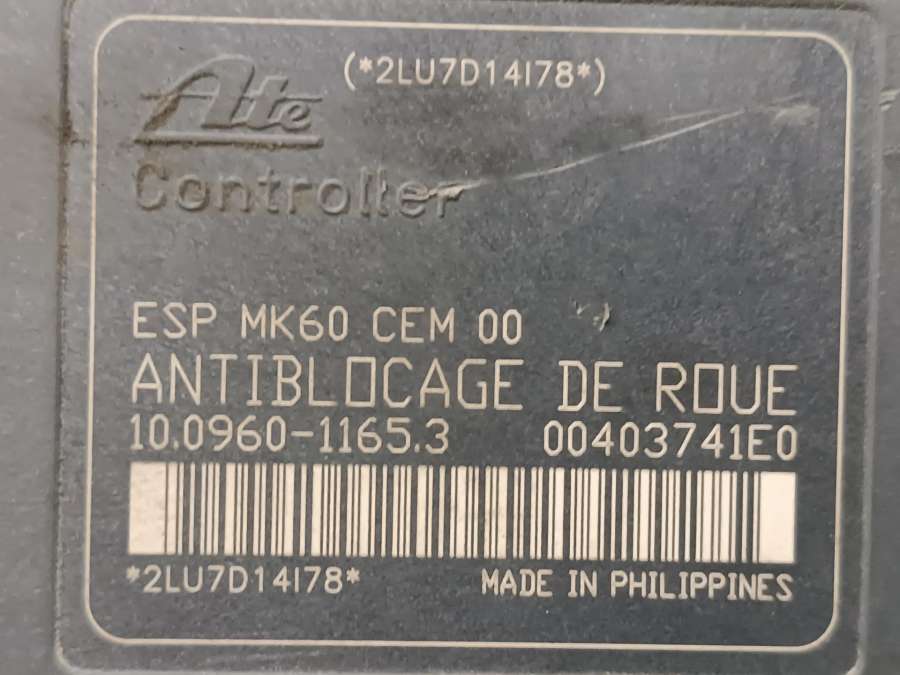 (*2LU7D14I78*)
Ate
Controller
ESP MK60 CEM 00
ANTIBLOCAGE DE ROUE
10.0960-1165.3 00403741E0
*2LU7D14I78* MADE IN PHILIPPINES